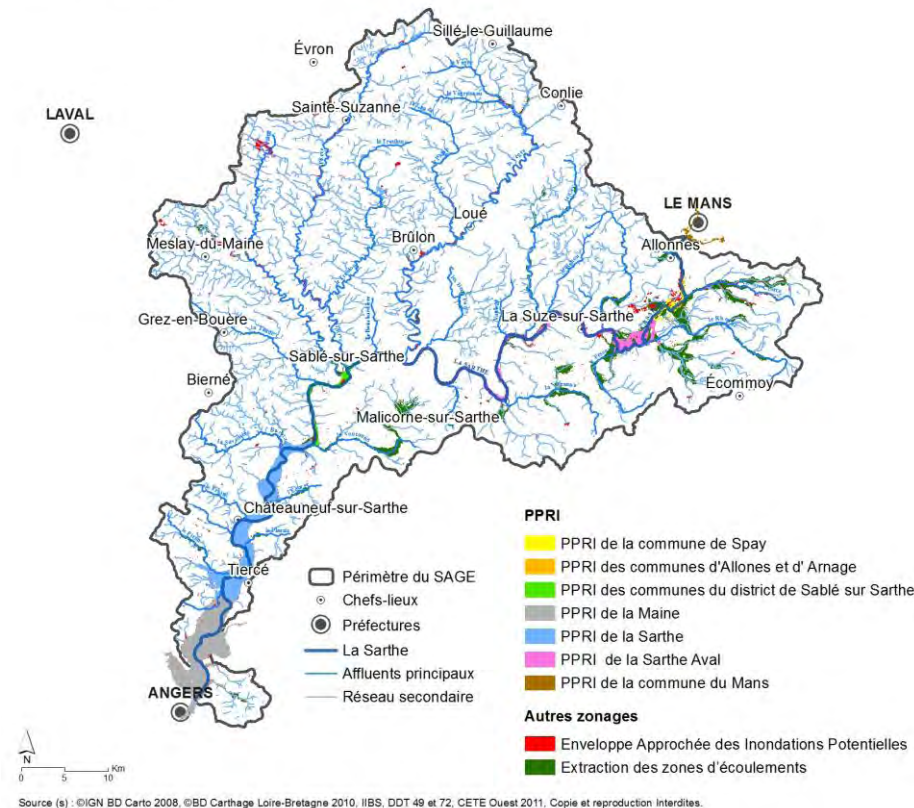 Sillé-le-Guillaume
Évron
Conlie
LAVAL
Sainte-Suzanne
LE MANS
Loué
Brûlon
Allonnes
Meslay-du-Maine
La Suze-sur-Sarthe
Grez-en-Bouère
Sablé-sur-Sarthe
Bierné
Écommoy
Malicorne-sur-Sarthe
Châteauneuf-sur-Sarthe
Tiercé
ANGERS
Périmètre du SAGE
Chefs-lieux
Préfectures
La Sarthe
Affluents principaux
Réseau secondaire
PPRI
PPRI de la commune de Spay
PPRI des communes d'Allones et d' Arnage
PPRI des communes du district de Sablé sur Sarthe
PPRI de la Maine
PPRI de la Sarthe
PPRI de la Sarthe Aval
PPRI de la commune du Mans
Autres zonages
Enveloppe Approchée des Inondations Potentielles
Extraction des zones d'écoulements
N
0 5 10 Km
Source (s) : ©IGN BD Carto 2008, ©BD Carthage Loire-Bretagne 2010, IIBS, DDT 49 et 72, CETE Ouest 2011, Copie et reproduction Interdites.